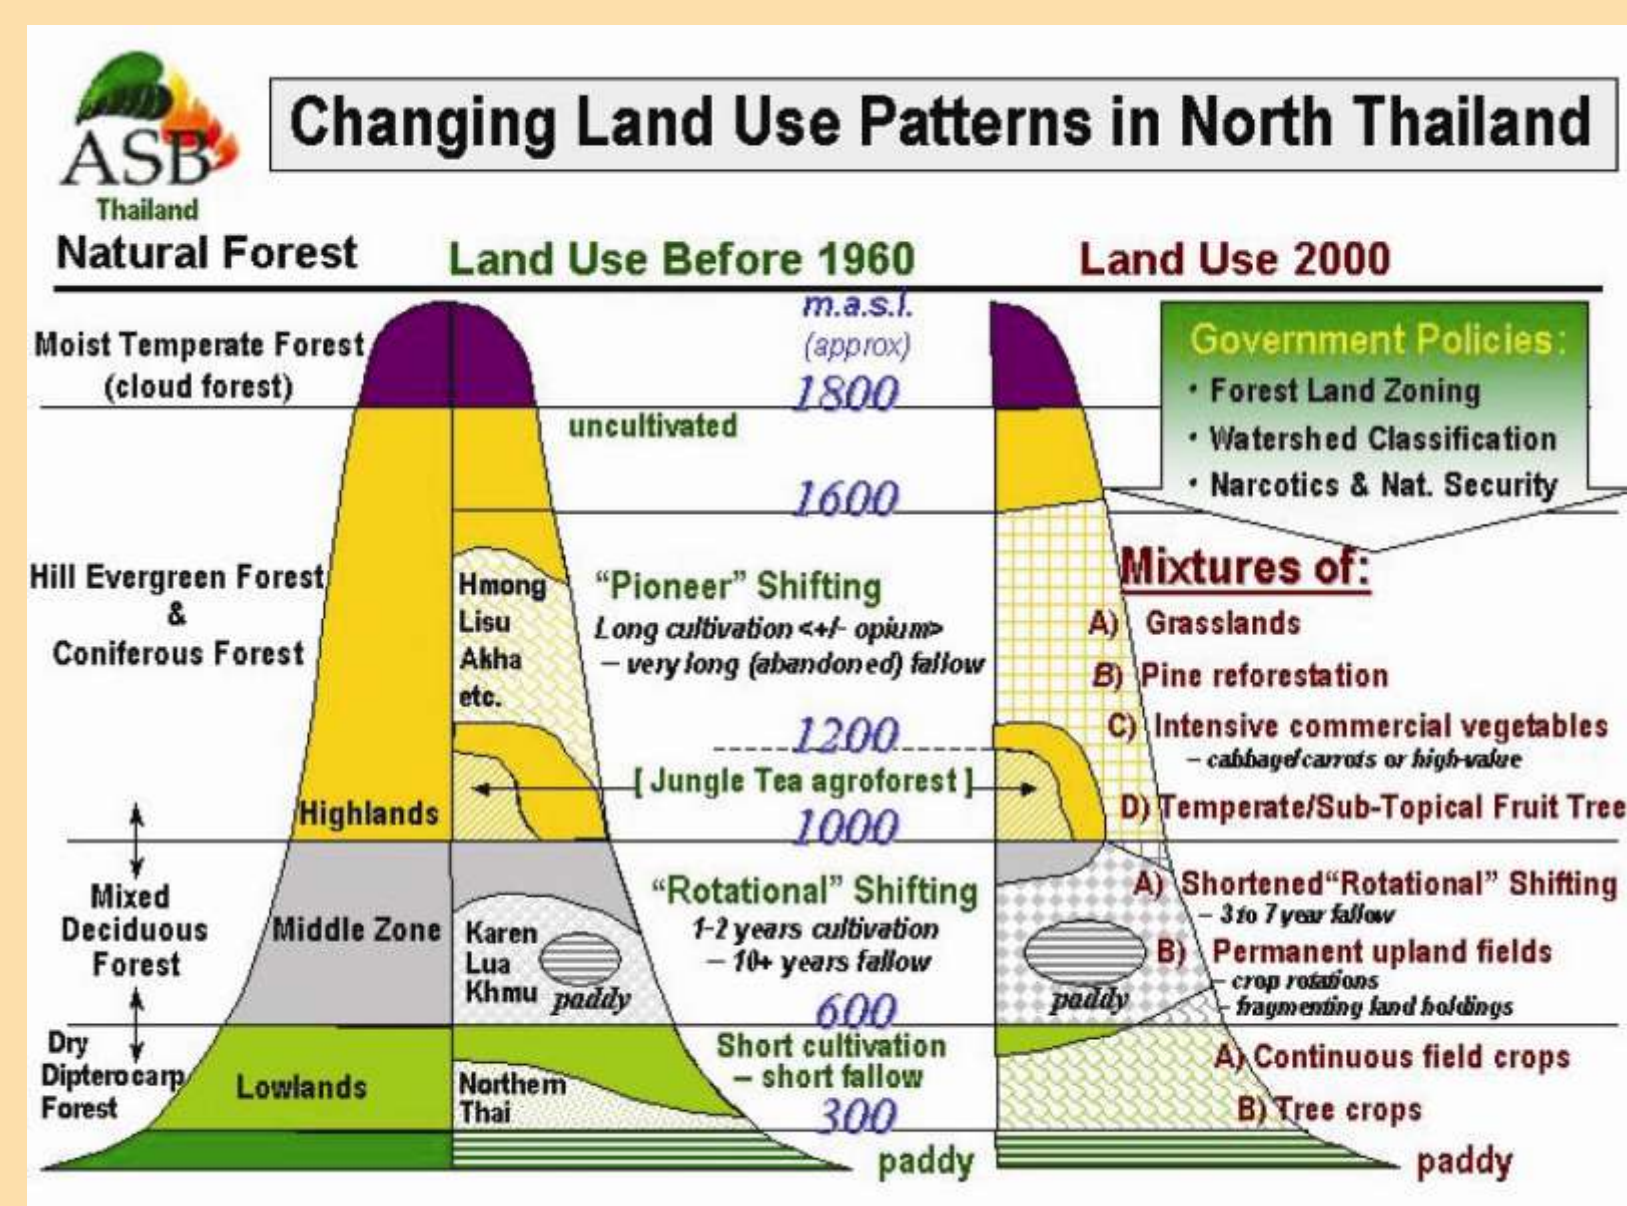 ASB
Thailand
Changing Land Use Patterns in North Thailand
Natural Forest
Land Use Before 1960
Land Use 2000
m.a.s.l.
(approx)
1800
1600
1200
1000
600
300
Moist Temperate Forest
(cloud forest)
Hill Evergreen Forest
&
Coniferous Forest
Mixed
Deciduous
Forest
Dry
Dipterocarp
Forest
Highlands
Middle Zone
Lowlands
uncultivated
Hmong
Lisu
Akha
etc.
"Pioneer" Shifting
Long cultivation <+/- opium>
– very long (abandoned) fallow
[ Jungle Tea agroforest ]
Karen
Lua
Khmu
paddy
"Rotational" Shifting
1-2 years cultivation
– 10+ years fallow
Northern
Thai
Short cultivation
– short fallow
paddy
Government Policies:
· Forest Land Zoning
· Watershed Classification
· Narcotics & Nat. Security
Mixtures of:
A) Grasslands
B) Pine reforestation
C) Intensive commercial vegetables
– cabbage/carrots or high-value
D) Temperate/Sub-Topical Fruit Tree
A) Shortened"Rotational" Shifting
– 3 to 7 year fallow
B) Permanent upland fields
– crop rotations
– fragmenting land holdings
paddy
A) Continuous field crops
B) Tree crops
paddy